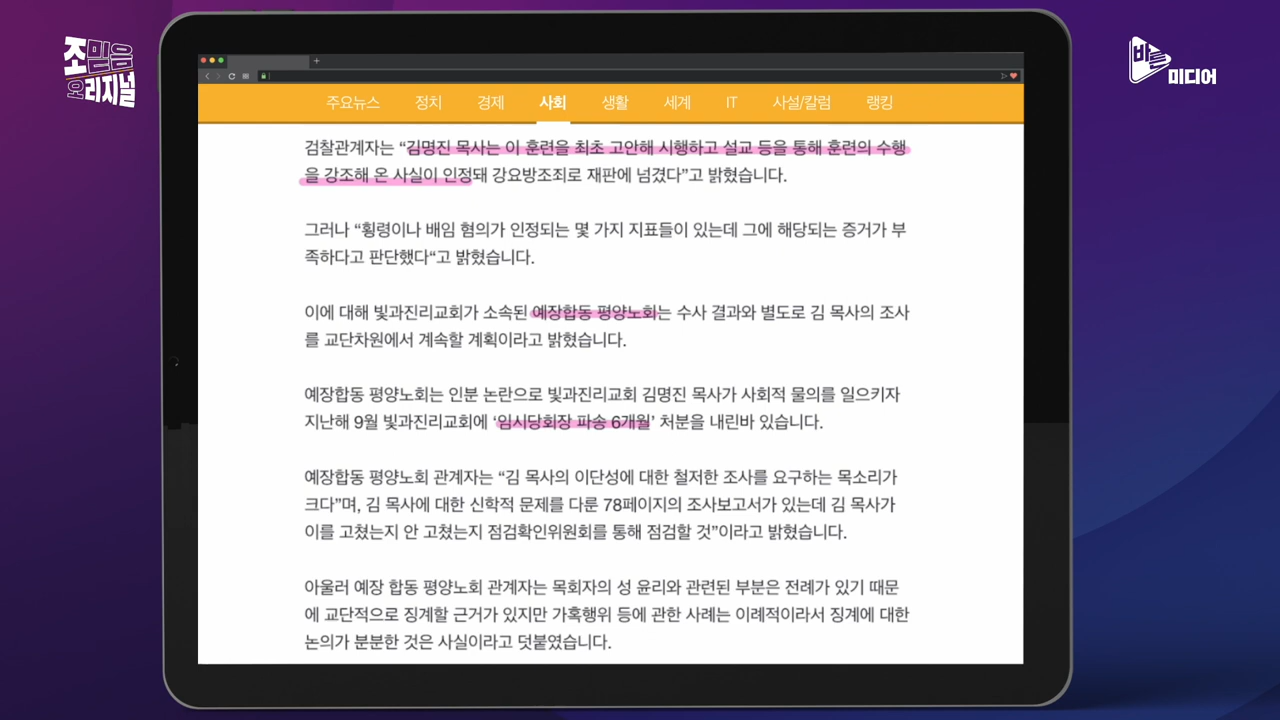 조믿음
오리지널
바른
미디어
주요뉴스 정치 경제 사회 생활 세계 IT 사설/칼럼 랭킹
검찰관계자는 “김명진 목사는 이 훈련을 최초 고안해 시행하고 설교 등을 통해 훈련의 수행
을 강조해 온 사실이 인정돼 강요방조죄로 재판에 넘겼다”고 밝혔습니다.
그러나 “횡령이나 배임 혐의가 인정되는 몇 가지 지표들이 있는데 그에 해당되는 증거가 부
족하다고 판단했다“고 밝혔습니다.
이에 대해 빛과진리교회가 소속된 예장합동 평양노회는 수사 결과와 별도로 김 목사의 조사
를 교단차원에서 계속할 계획이라고 밝혔습니다.
예장합동 평양노회는 인분 논란으로 빛과진리교회 김명진 목사가 사회적 물의를 일으키자
지난해 9월 빛과진리교회에 ‘임시당회장 파송 6개월’ 처분을 내린바 있습니다.
예장합동 평양노회 관계자는 “김 목사의 이단성에 대한 철저한 조사를 요구하는 목소리가
크다”며, 김 목사에 대한 신학적 문제를 다룬 78페이지의 조사보고서가 있는데 김 목사가
이를 고쳤는지 안 고쳤는지 점검확인위원회를 통해 점검할 것”이라고 밝혔습니다.
아울러 예장 합동 평양노회 관계자는 목회자의 성 윤리와 관련된 부분은 전례가 있기 때문
에 교단적으로 징계할 근거가 있지만 가혹행위 등에 관한 사례는 이례적이라서 징계에 대한
논의가 분분한 것은 사실이라고 덧붙였습니다.